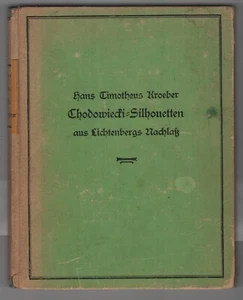 Hans Timotheus Kroeber
Chodowiecki-Silhouetten
aus Lichtenbergs Nachlaß